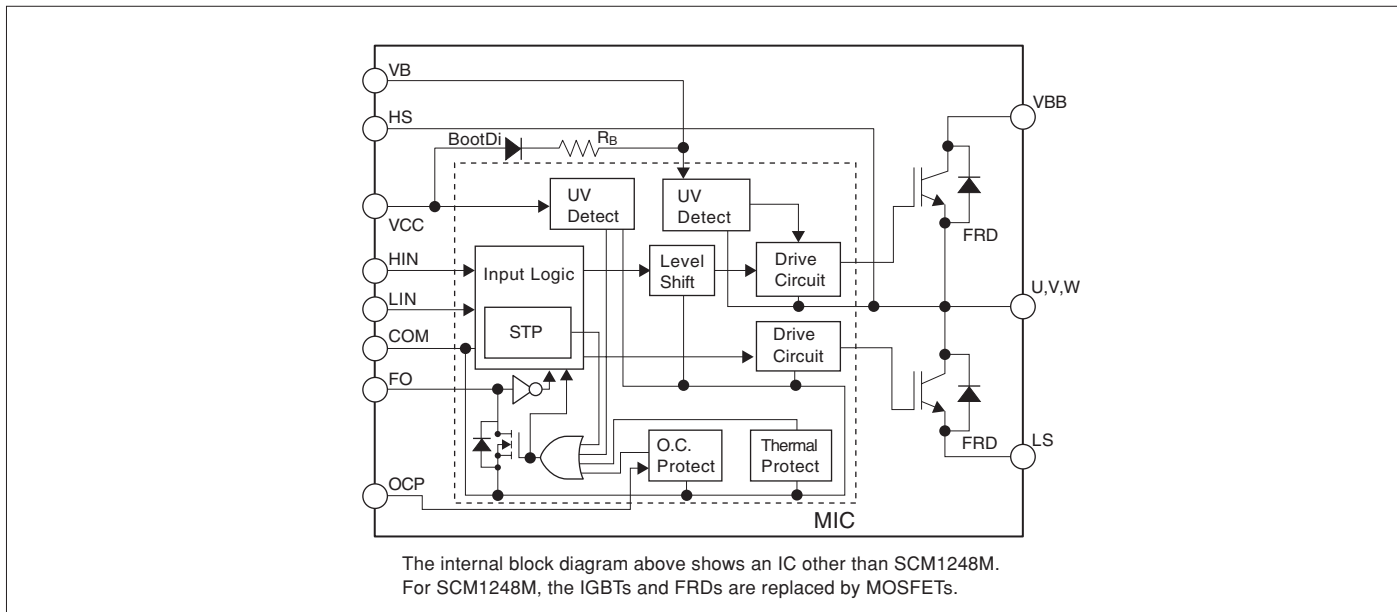 VB
VBB
HS
BootDi
RB
UV
Detect
UV
Detect
VCC
FRD
HIN
Input Logic
Level
Shift
Drive
Circuit
U,V,W
LIN
STP
COM
Drive
Circuit
FO
O.C.
Protect
Thermal
Protect
FRD
LS
OCP
MIC
The internal block diagram above shows an IC other than SCM1248M.
For SCM1248M, the IGBTs and FRDs are replaced by MOSFETs.